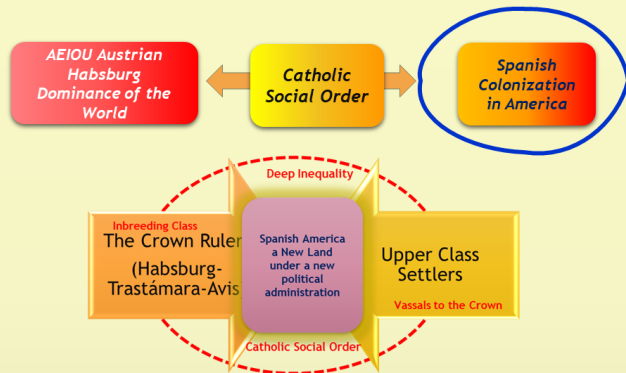 AEIOU Austrian
Habsburg
Dominance of the
World
Catholic
Social Order
Spanish
Colonization
in America
Deep Inequality
Inbreeding Class
The Crown Ruler
(Habsburg-
Trastámara-Avis
Spanish America
a New Land
under a new
political
administration
Upper Class
Settlers
Vassals to the Crown
Catholic Social Order